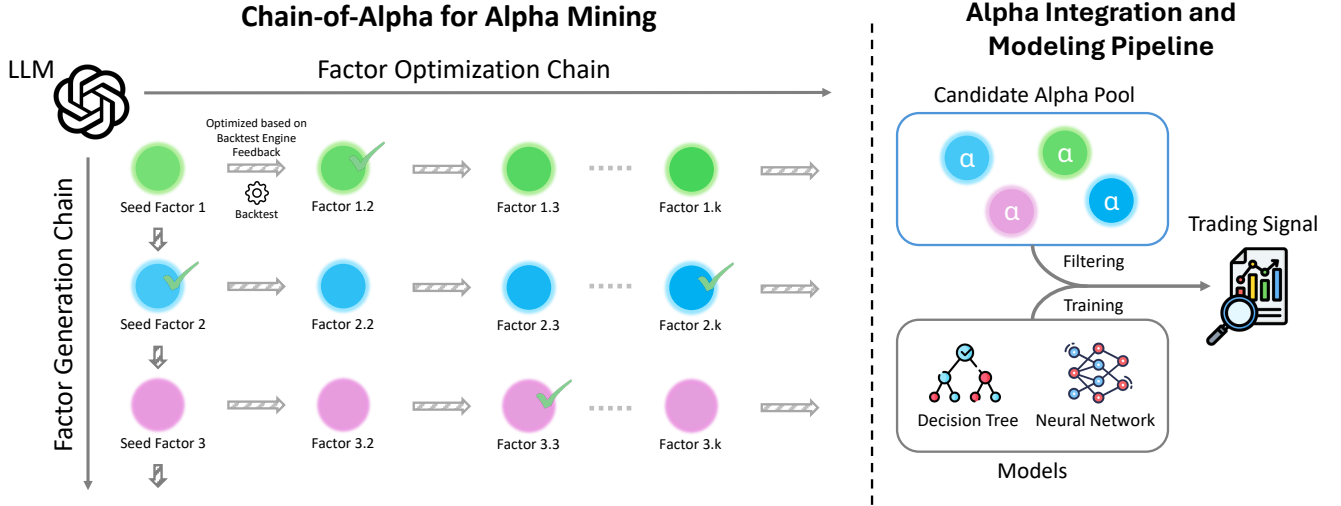 Chain-of-Alpha for Alpha Mining
LLM
Factor Optimization Chain
Factor Generation Chain
Optimized based on
Backtest Engine
Feedback
Backtest
Seed Factor 1
Factor 1.2
Factor 1.3
Factor 1.k
Seed Factor 2
Factor 2.2
Factor 2.3
Factor 2.k
Seed Factor 3
Factor 3.2
Factor 3.3
Factor 3.k
Alpha Integration and
Modeling Pipeline
Candidate Alpha Pool
α
α
α
α
Filtering
Training
Trading Signal
Decision Tree
Neural Network
Models